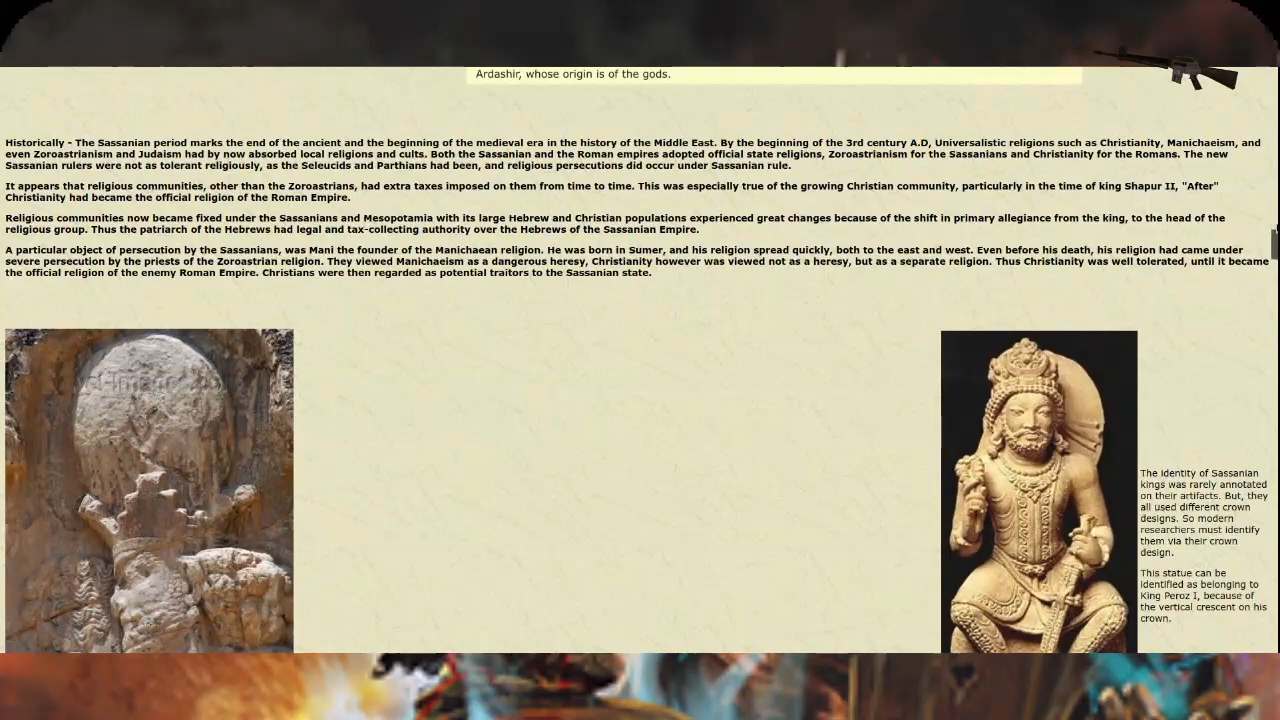 Ardashir, whose origin is of the gods.
Historically - The Sassanian period marks the end of the ancient and the beginning of the medieval era in the history of the Middle East. By the beginning of the 3rd century A.D, Universalistic religions such as Christianity, Manichaeism, and
even Zoroastrianism and Judaism had by now absorbed local religions and cults. Both the Sassanian and the Roman empires adopted official state religions, Zoroastrianism for the Sassanians and Christianity for the Romans. The new
Sassanian rulers were not as tolerant religiously, as the Seleucids and Parthians had been, and religious persecutions did occur under Sassanian rule.
It appears that religious communities, other than the Zoroastrians, had extra taxes imposed on them from time to time. This was especially true of the growing Christian community, particularly in the time of king Shapur II, "After"
Christianity had became the official religion of the Roman Empire.
Religious communities now became fixed under the Sassanians and Mesopotamia with its large Hebrew and Christian populations experienced great changes because of the shift in primary allegiance from the king, to the head of the
religious group. Thus the patriarch of the Hebrews had legal and tax-collecting authority over the Hebrews of the Sassanian Empire.
A particular object of persecution by the Sassanians, was Mani the founder of the Manichaean religion. He was born in Sumer, and his religion spread quickly, both to the east and west. Even before his death, his religion had came under
severe persecution by the priests of the Zoroastrian religion. They viewed Manichaeism as a dangerous heresy, Christianity however was viewed not as a heresy, but as a separate religion. Thus Christianity was well tolerated, until it became
the official religion of the enemy Roman Empire. Christians were then regarded as potential traitors to the Sassanian state.
The identity of Sassanian
kings was rarely annotated
on their artifacts. But, they
all used different crown
designs. So modern
researchers must identify
them via their crown
design.
This statue can be
identified as belonging to
King Peroz I, because of
the vertical crescent on his
crown.